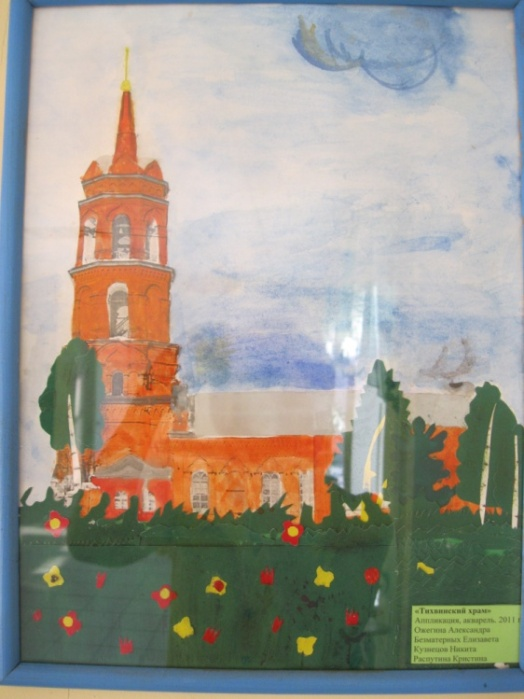 «Тихвинский храм»
Аппликация, акварель. 2011
Ожегина Александра
Безматерных Елизавета
Кузнецов Никита
Распутина Кристина